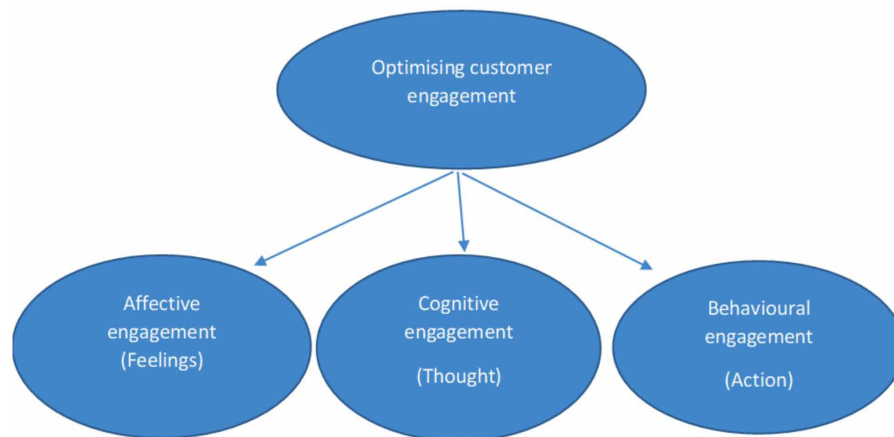 Optimising customer
engagement
Affective
engagement
(Feelings)
Cognitive
engagement
(Thought)
Behavioural
engagement
(Action)